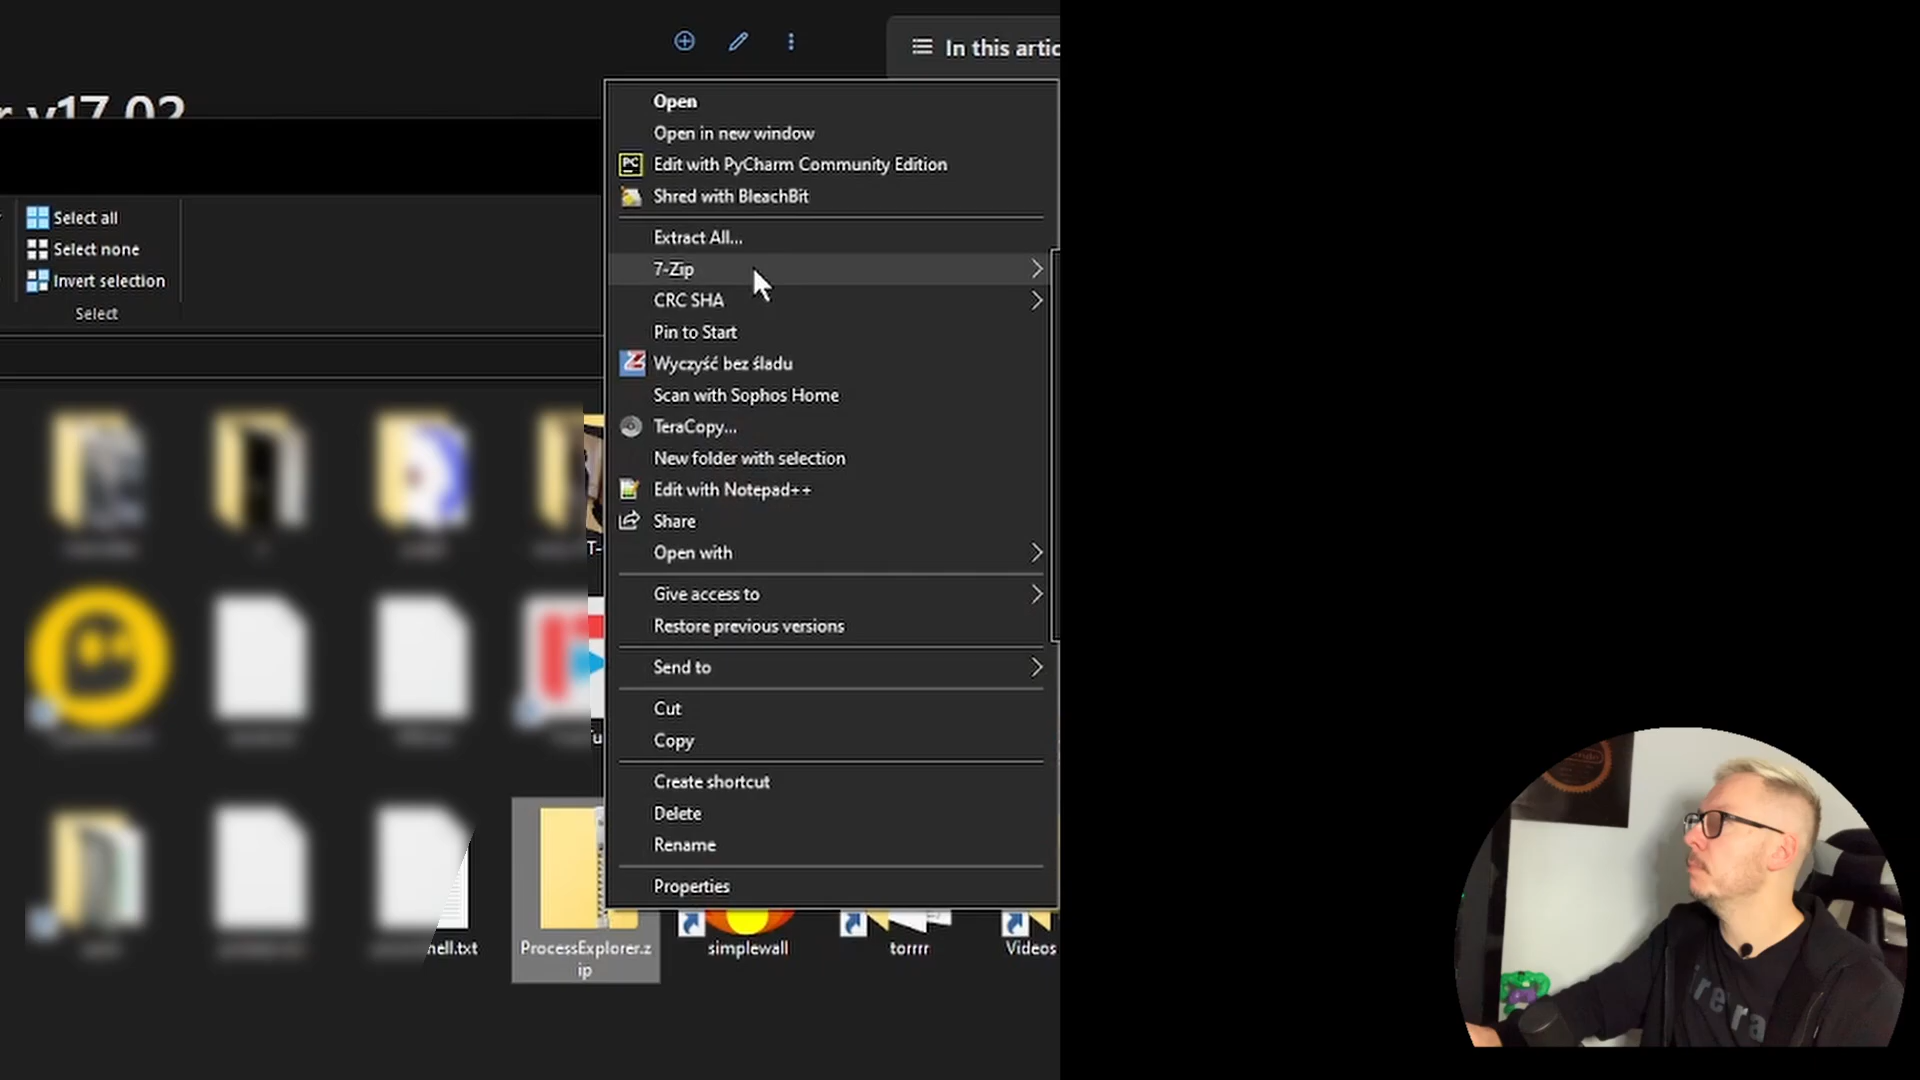 In this artic
r v17.02
Open
Open in new window
PC
Edit with PyCharm Community Edition
Shred with BleachBit
Select all
Select none
Invert selection
Select
Extract All...
7-Zip
CRC SHA
Pin to Start
Wyczyść bez śladu
Scan with Sophos Home
TeraCopy...
New folder with selection
Edit with Notepad++
Share
Open with
Give access to
Restore previous versions
Send to
Cut
Copy
Create shortcut
Delete
Rename
Properties
hell.txt
ProcessExplorer.z
ip
simplewall
torrrr
Videos